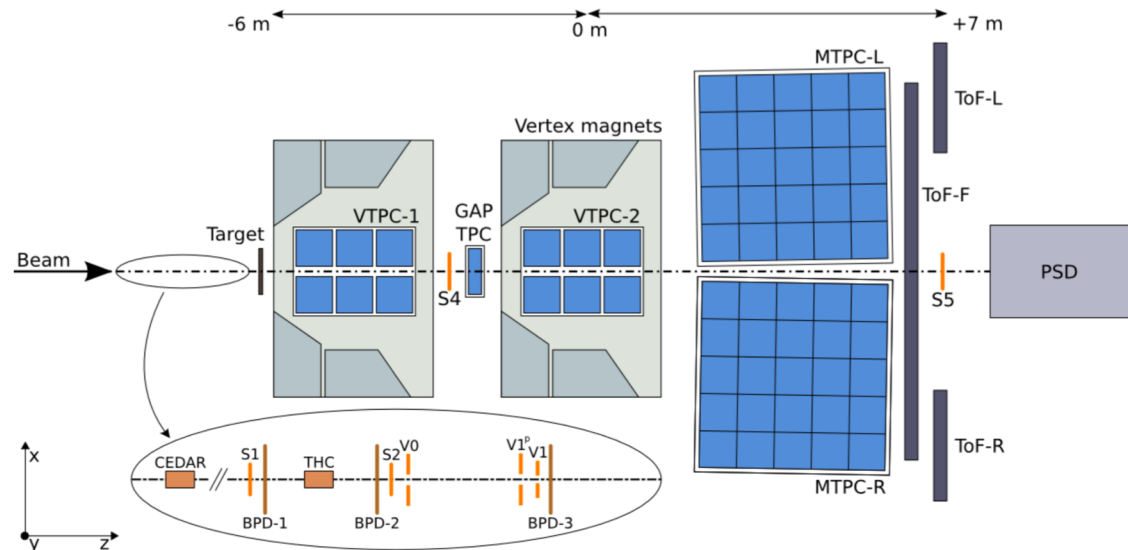 -6 m
0 m
+7 m
MTPC-L
ToF-L
Vertex magnets
ToF-F
VTPC-1
GAP
TPC
VTPC-2
Target
Beam
PSD
S4
S5
ToF-R
MTPC-R
x
y
z
CEDAR
S1
THC
S2
V0
V1ᵖ
V1
BPD-1
BPD-2
BPD-3